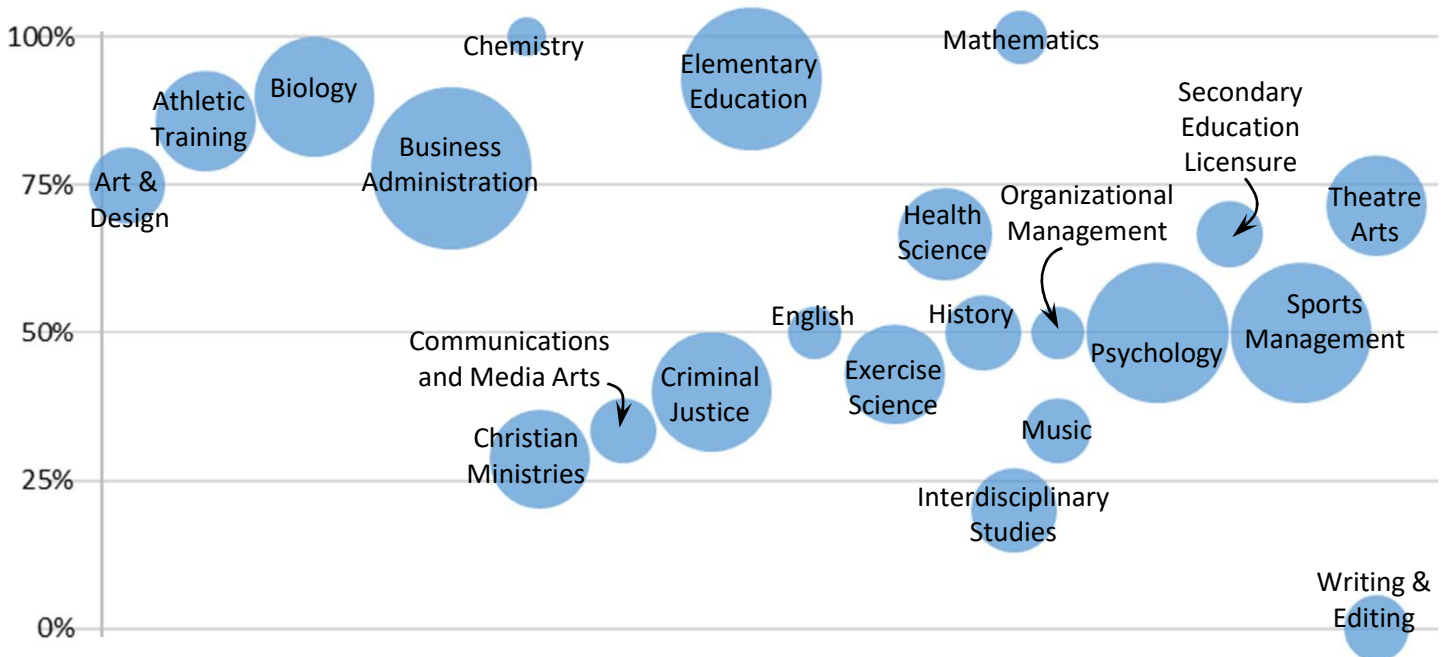 100%
75%
50%
25%
0%
Art &
Design
Athletic
Training
Biology
Business
Administration
Chemistry
Christian
Ministries
Communications
and Media Arts
Criminal
Justice
Elementary
Education
English
Exercise
Science
Health
Science
History
Interdisciplinary
Studies
Mathematics
Music
Organizational
Management
Psychology
Secondary
Education
Licensure
Sports
Management
Theatre
Arts
Writing &
Editing